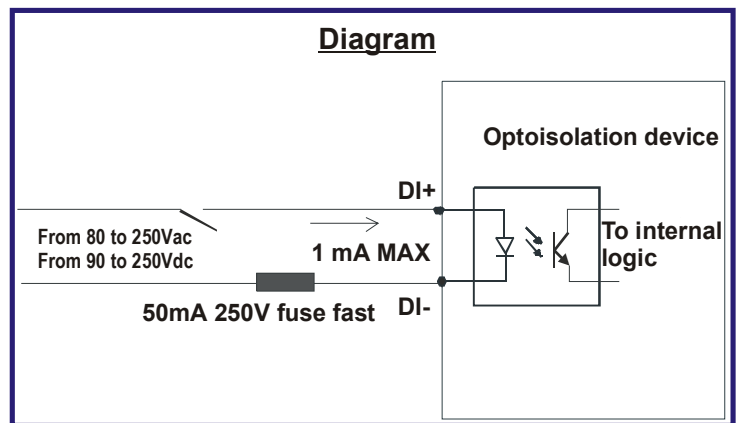 Diagram
Optoisolation device
DI+
From 80 to 250Vac
From 90 to 250Vdc
1 mA MAX
To internal
logic
50mA 250V fuse fast
DI-